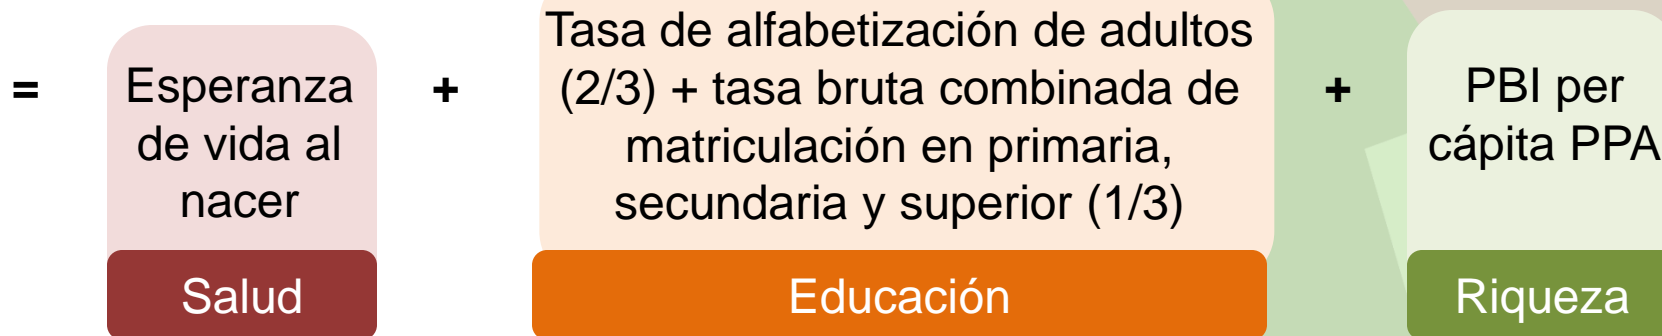 =
Esperanza
de vida al
nacer
Salud
+
Tasa de alfabetización de adultos
(2/3) + tasa bruta combinada de
matriculación en primaria,
secundaria y superior (1/3)
Educación
+
PBI per
cápita PPA
Riqueza